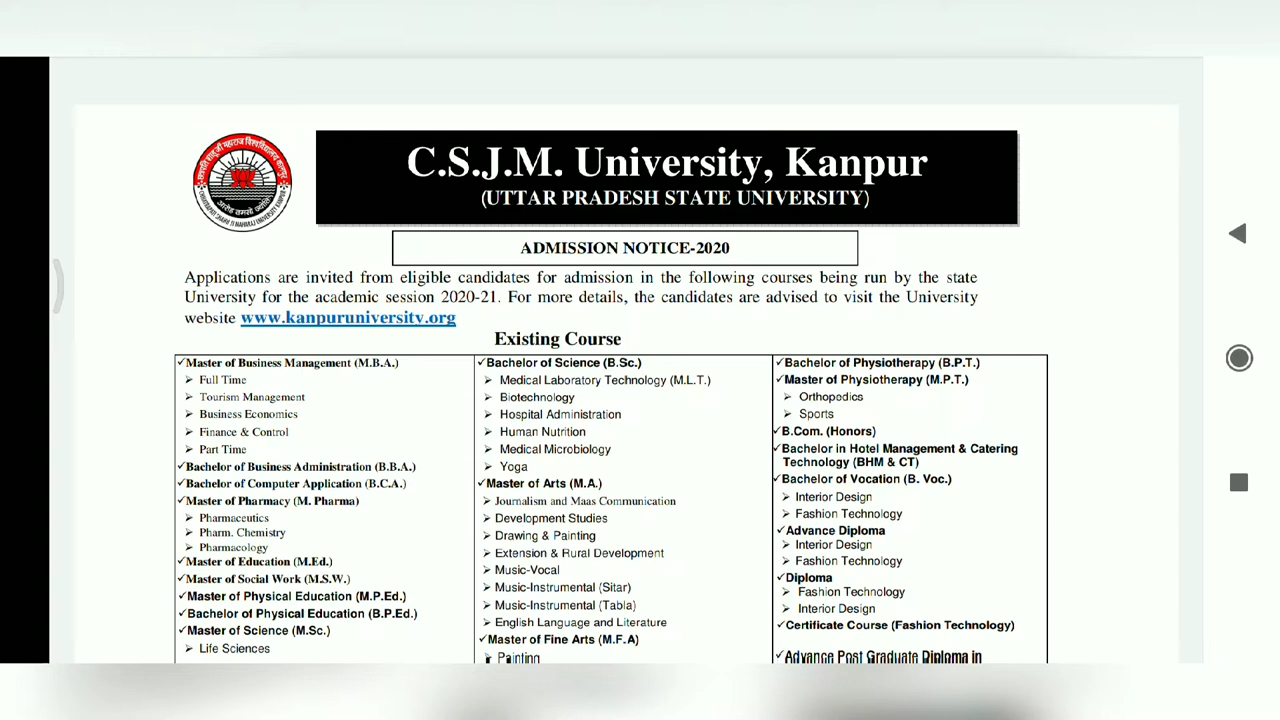 C.S.J.M. University, Kanpur
(UTTAR PRADESH STATE UNIVERSITY)
ADMISSION NOTICE-2020
Applications are invited from eligible candidates for admission in the following courses being run by the state
University for the academic session 2020-21. For more details, the candidates are advised to visit the University
website www.kanpuruniversity.org
Existing Course
✓Master of Business Management (M.B.A.)
➢ Full Time
➢ Tourism Management
➢ Business Economics
➢ Finance & Control
➢ Part Time
✓Bachelor of Business Administration (B.B.A.)
✓Bachelor of Computer Application (B.C.A.)
✓Master of Pharmacy (M. Pharma)
➢ Pharmaceutics
➢ Pharm. Chemistry
➢ Pharmacology
✓Master of Education (M.Ed.)
✓Master of Social Work (M.S.W.)
✓Master of Physical Education (M.P.Ed.)
✓Bachelor of Physical Education (B.P.Ed.)
✓Master of Science (M.Sc.)
➢ Life Sciences
✓Bachelor of Science (B.Sc.)
➢ Medical Laboratory Technology (M.L.T.)
➢ Biotechnology
➢ Hospital Administration
➢ Human Nutrition
➢ Medical Microbiology
➢ Yoga
✓Master of Arts (M.A.)
➢ Journalism and Maas Communication
➢ Development Studies
➢ Drawing & Painting
➢ Extension & Rural Development
➢ Music-Vocal
➢ Music-Instrumental (Sitar)
➢ Music-Instrumental (Tabla)
➢ English Language and Literature
✓Master of Fine Arts (M.F.A)
➢ Painting
✓Bachelor of Physiotherapy (B.P.T.)
✓Master of Physiotherapy (M.P.T.)
➢ Orthopedics
➢ Sports
✓B.Com. (Honors)
✓Bachelor in Hotel Management & Catering
Technology (BHM & CT)
✓Bachelor of Vocation (B. Voc.)
➢ Interior Design
➢ Fashion Technology
✓Advance Diploma
➢ Interior Design
➢ Fashion Technology
✓Diploma
➢ Fashion Technology
➢ Interior Design
✓Certificate Course (Fashion Technology)
✓Advance Post Graduate Diploma in